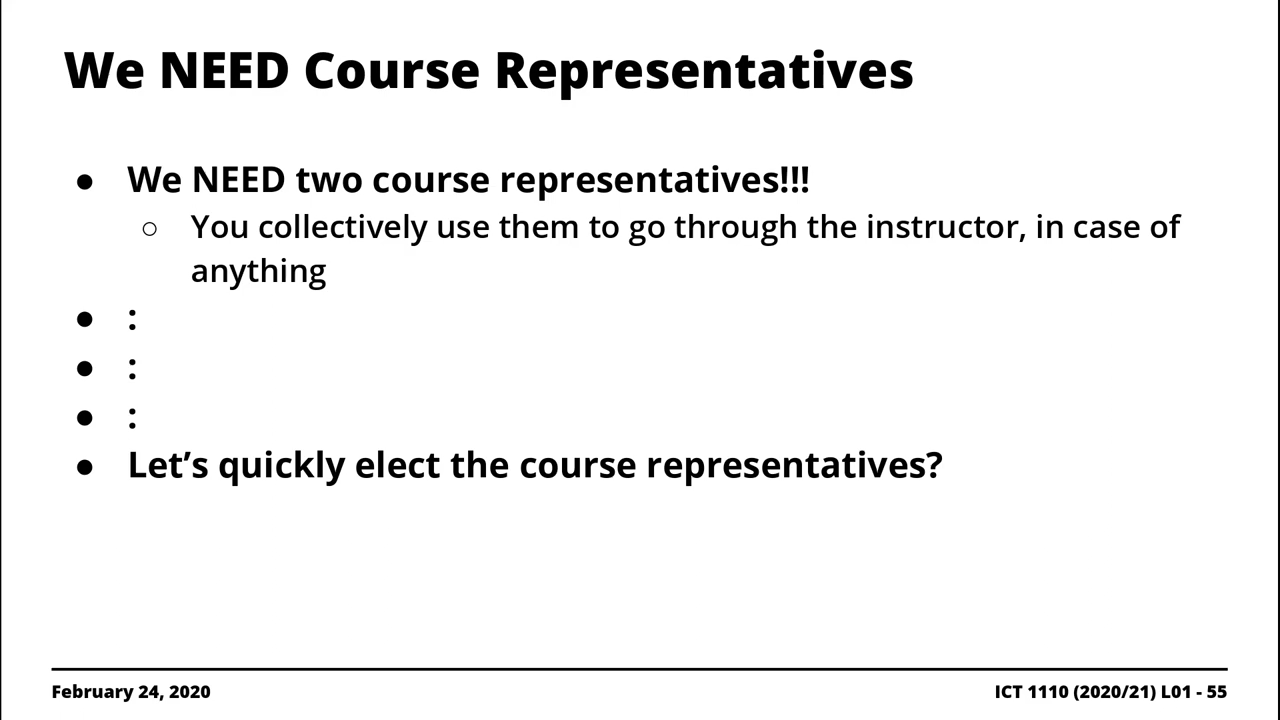 We NEED Course Representatives
● We NEED two course representatives!!!
○ You collectively use them to go through the instructor, in case of
anything
● :
● :
● :
● Let’s quickly elect the course representatives?
February 24, 2020
ICT 1110 (2020/21) L01 - 55